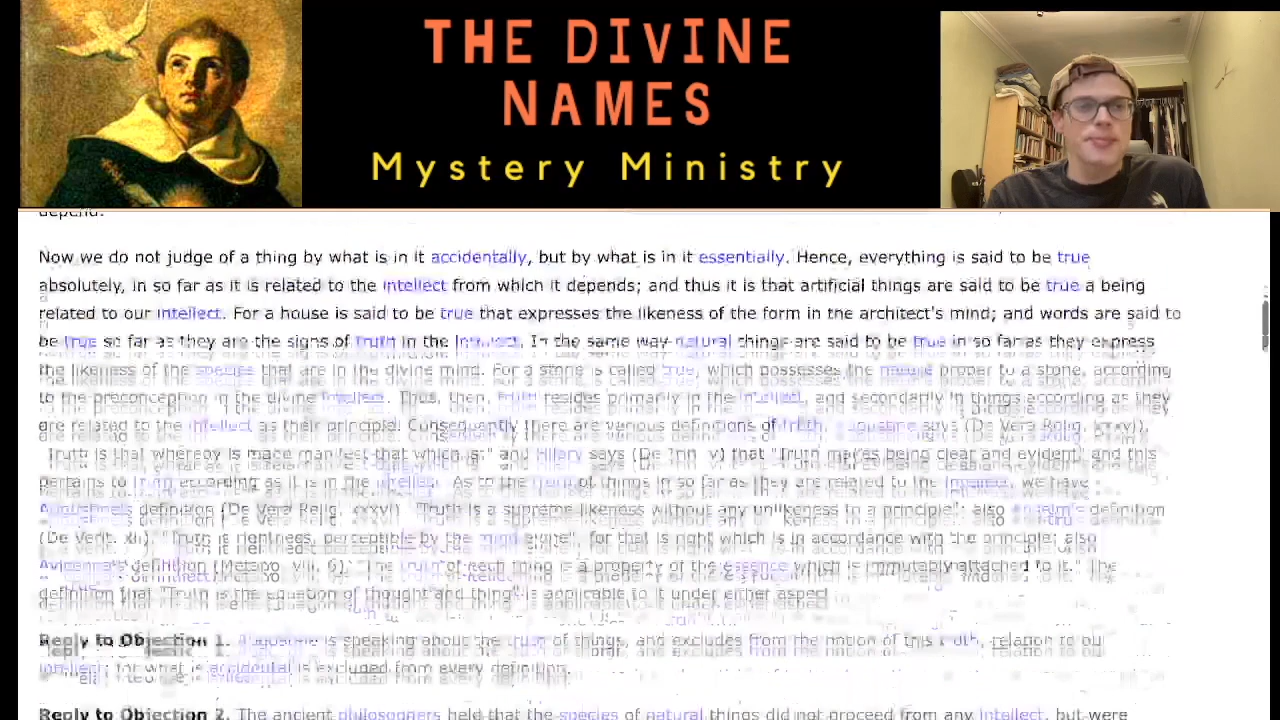 THE DIVINE
NAMES
Mystery Ministry
depend.
Now we do not judge of a thing by what is in it accidentally, but by what is in it essentially. Hence, everything is said to be true
absolutely, in so far as it is related to the intellect from which it depends; and thus it is that artificial things are said to be true a being
related to our intellect. For a house is said to be true that expresses the likeness of the form in the architect's mind; and words are said to
be true so far as they are the signs of truth in the intellect. In the same way natural things are said to be true in so far as they express
the likeness of the species that are in the divine mind. For a stone is called true, which possesses the nature proper to a stone, according
to the preconception in the divine intellect. Thus, then, truth resides primarily in the intellect, and secondarily in things according as they
are related to the intellect as their principle. Consequently there are various definitions of truth. Augustine says (De Vera Relig. xxxvi),
"Truth is that whereby is made manifest that which is;" and Hilary says (De Trin. v) that "Truth makes being clear and evident" and this
pertains to truth according as it is in the intellect. As to the truth of things in so far as they are related to the intellect, we have
Augustine's definition (De Vera Relig. xxxvi), "Truth is a supreme likeness without any unlikeness to a principle": also Anselm's definition
(De Verit. xii), "Truth is rightness, perceptible by the mind alone"; for that is right which is in accordance with the principle; also
Avicenna's definition (Metaph. viii, 6), "The truth of each thing is a property of the essence which is immutably attached to it." The
definition that "Truth is the equation of thought and thing" is applicable to it under either aspect.
Reply to Objection 1. Augustine is speaking about the truth of things, and excludes from the notion of this truth, relation to our
intellect; for what is accidental is excluded from every definition.
Reply to Objection 2. The ancient philosophers held that the species of natural things did not proceed from any intellect, but were